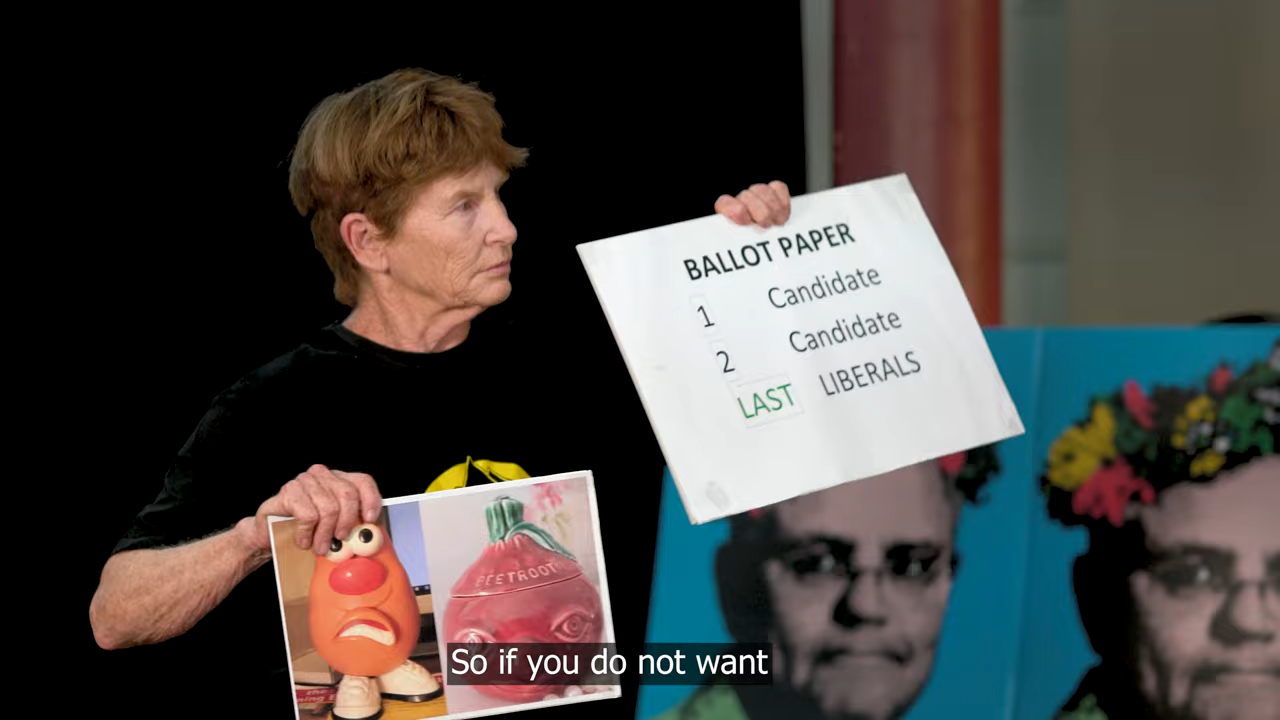 BALLOT PAPER
1 Candidate
2 Candidate
LAST LIBERALS
BEETROOT
So if you do not want